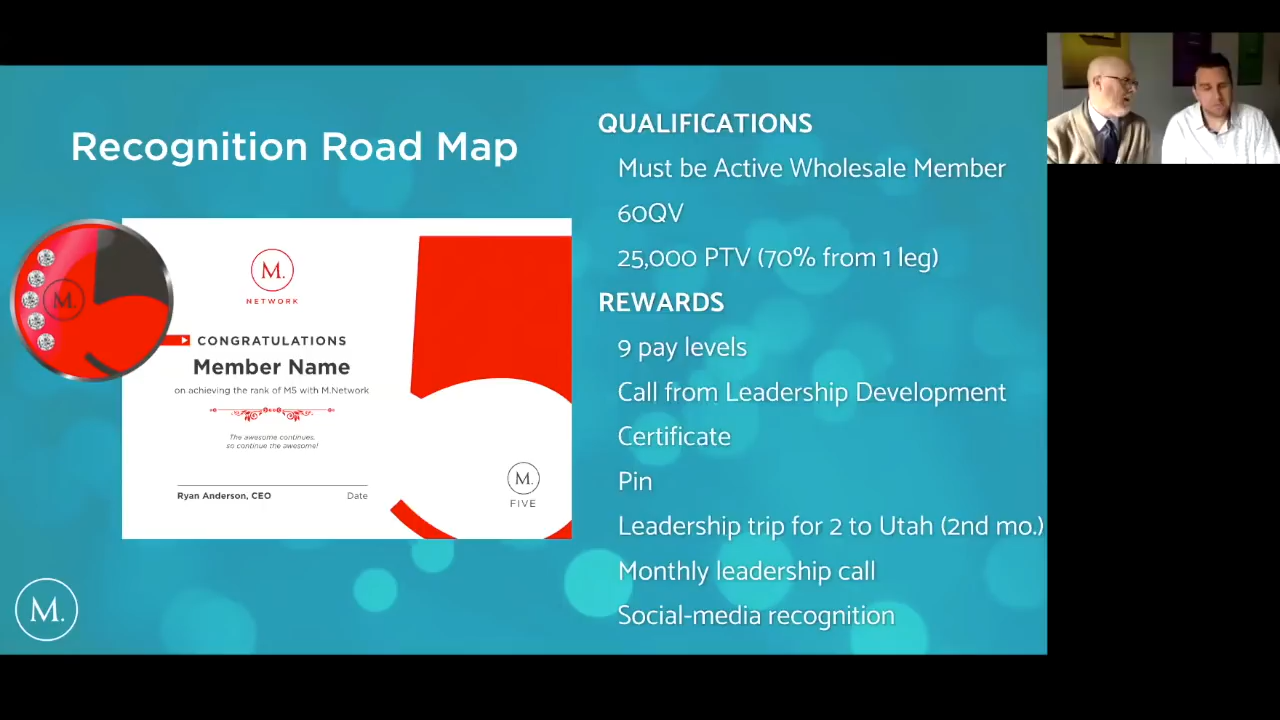 Recognition Road Map
M.
M.
NETWORK
CONGRATULATIONS
Member Name
on achieving the rank of M5 with M.Network
The awesome continues,
so continue the awesome!
Ryan Anderson, CEO
Date
M.
FIVE
M.
QUALIFICATIONS
Must be Active Wholesale Member
60QV
25,000 PTV (70% from 1 leg)
REWARDS
9 pay levels
Call from Leadership Development
Certificate
Pin
Leadership trip for 2 to Utah (2nd mo.)
Monthly leadership call
Social-media recognition